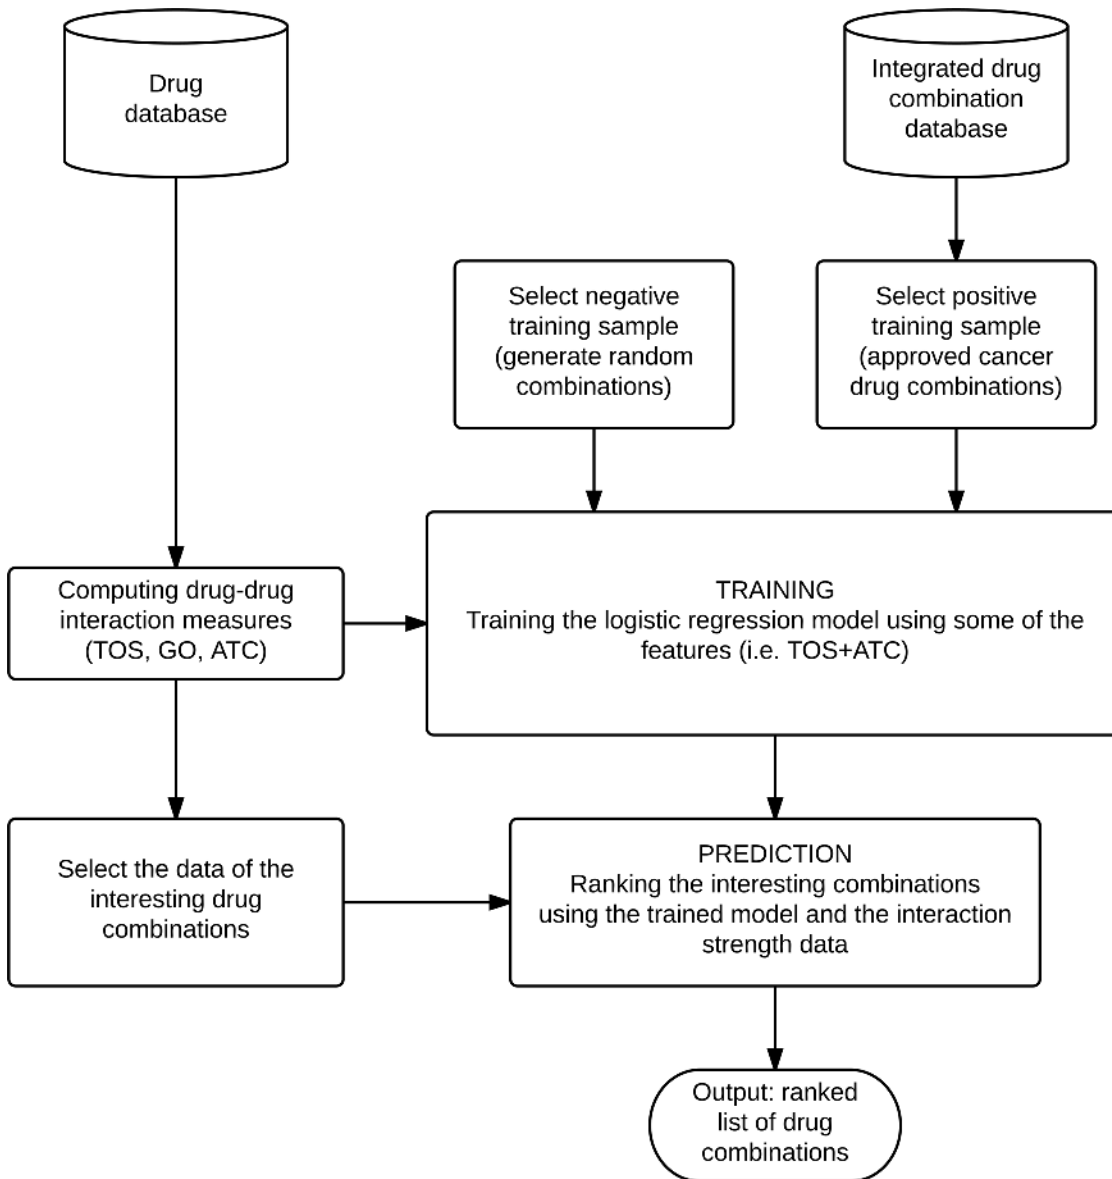 Drug
database
Integrated drug
combination
database
Select negative
training sample
(generate random
combinations)
Select positive
training sample
(approved cancer
drug combinations)
Computing drug-drug
interaction measures
(TOS, GO, ATC)
TRAINING
Training the logistic regression model using some of the
features (i.e. TOS+ATC)
Select the data of the
interesting drug
combinations
PREDICTION
Ranking the interesting combinations
using the trained model and the interaction
strength data
Output: ranked
list of drug
combinations